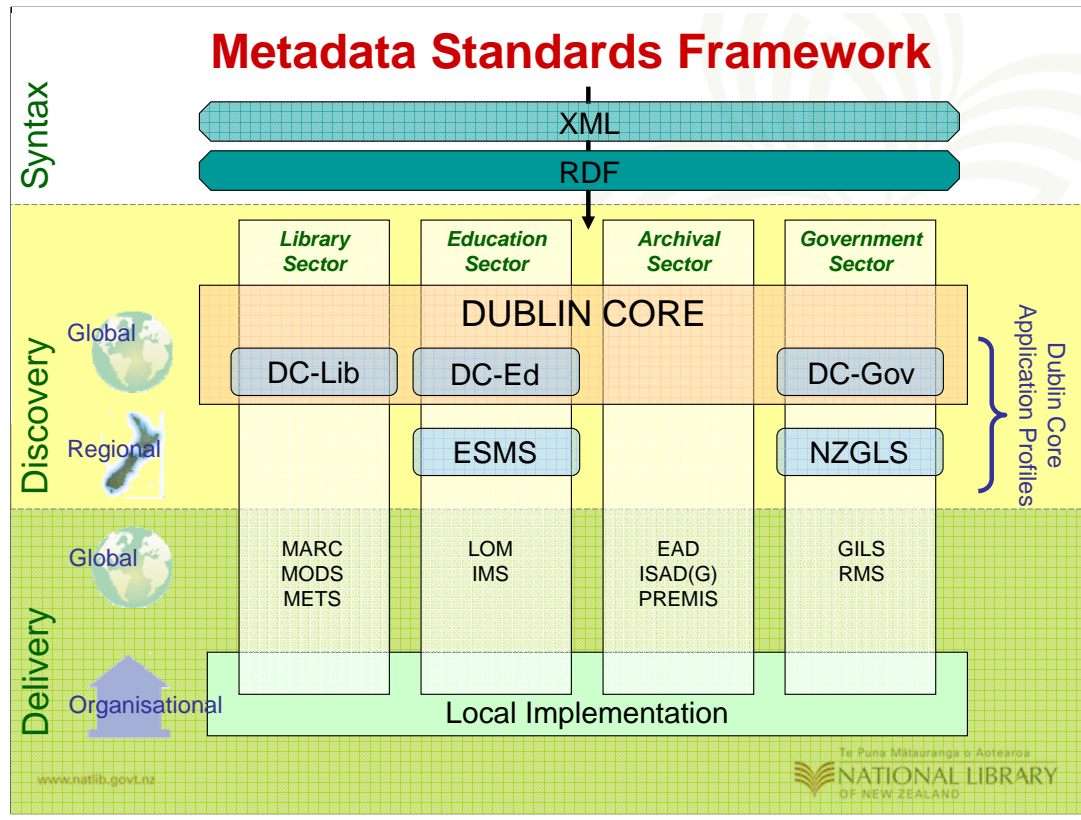 Metadata Standards Framework
Syntax
XML
RDF
Discovery
Library
Sector
Education
Sector
Archival
Sector
Government
Sector
Global
DUBLIN CORE
DC-Lib
DC-Ed
DC-Gov
Regional
ESMS
NZGLS
Dublin Core
Application Profiles
Delivery
Global
MARC
MODS
METS
LOM
IMS
EAD
ISAD(G)
PREMIS
GILS
RMS
Organisational
Local Implementation
www.natlib.govt.nz
Te Puna Mātauranga o Aotearoa
NATIONAL LIBRARY
OF NEW ZEALAND